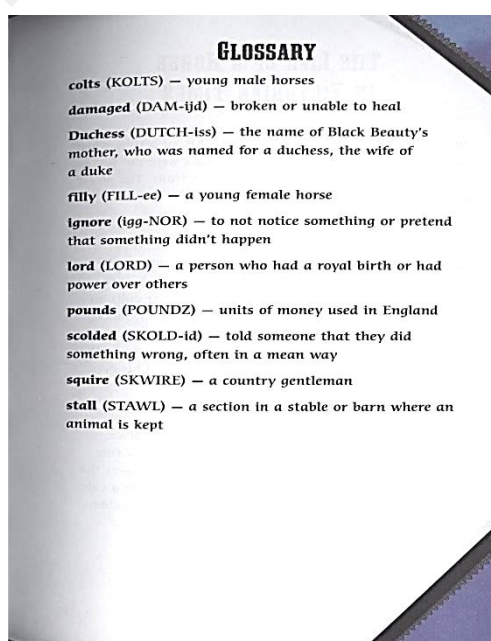 GLOSSARY
colts (KOLTS) — young male horses
damaged (DAM-ijd) — broken or unable to heal
Duchess (DUTCH-iss) — the name of Black Beauty's
mother, who was named for a duchess, the wife of
a duke
filly (FILL-ee) — a young female horse
ignore (igg-NOR) — to not notice something or pretend
that something didn't happen
lord (LORD) — a person who had a royal birth or had
power over others
pounds (POUNDZ) — units of money used in England
scolded (SKOLD-id) — told someone that they did
something wrong, often in a mean way
squire (SKWIRE) — a country gentleman
stall (STAWL) — a section in a stable or barn where an
animal is kept